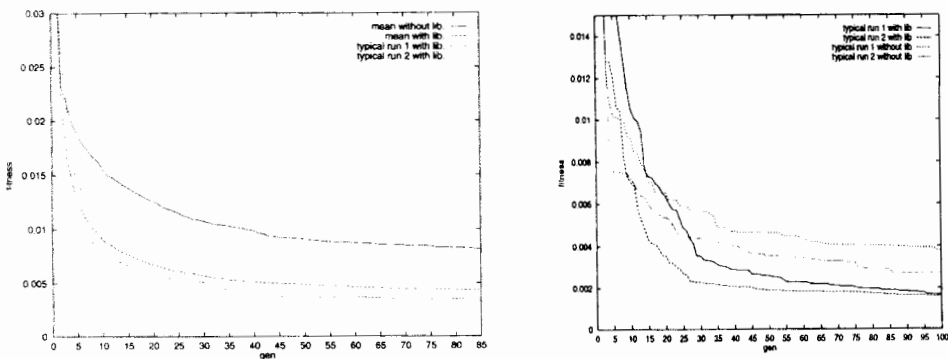 0.03
0.025
0.02
0.015
0.01
0.005
0
fitness
mean without lib.
mean with lib.
typical run 1 with lib
typical run 2 with lib
0 5 10 15 20 25 30 35 40 45 50 55 60 65 70 75 80 85
gen
0.014
0.012
0.01
0.008
0.006
0.004
0.002
0
fitness
typical run 1 with lib
typical run 2 with lib
typical run 1 without lib
typical run 2 without lib
0 5 10 15 20 25 30 35 40 45 50 55 60 65 70 75 80 85 90 95 100
gen